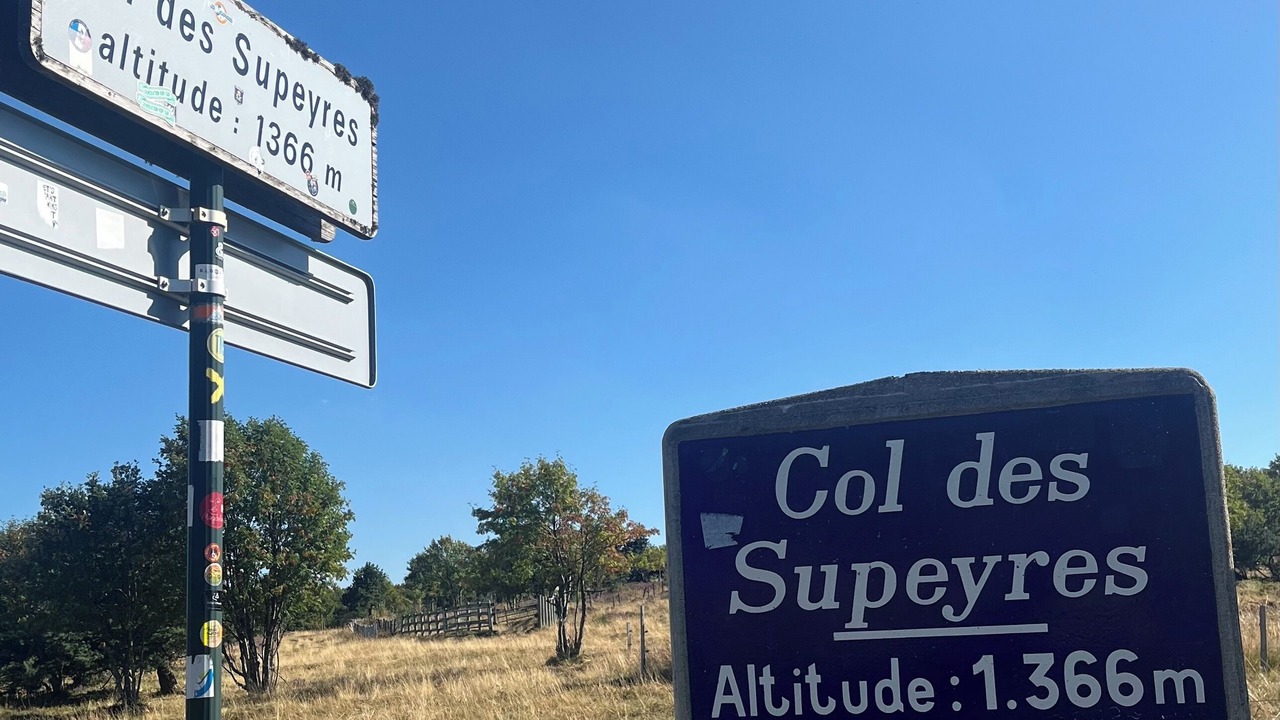 des Supeyres
altitude : 1366 m
Col des
Supeyres
Altitude : 1.366 m